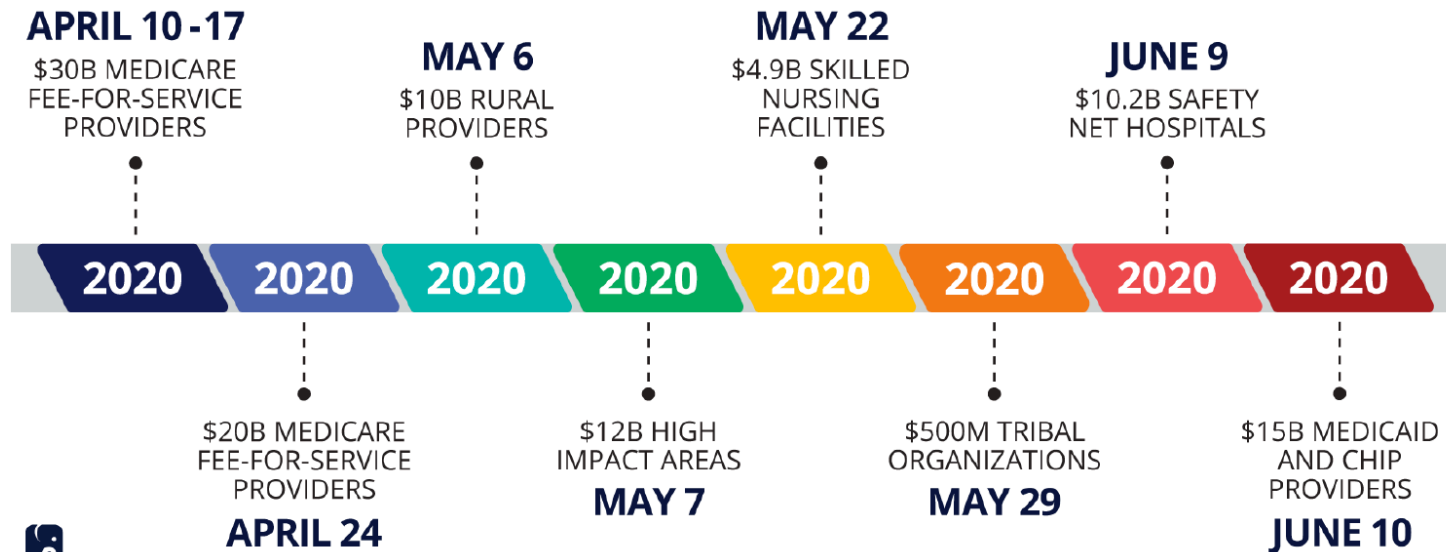 APRIL 10 - 17
$30B MEDICARE
FEE-FOR-SERVICE
PROVIDERS
MAY 6
$10B RURAL
PROVIDERS
MAY 22
$4.9B SKILLED
NURSING
FACILITIES
JUNE 9
$10.2B SAFETY
NET HOSPITALS
2020
2020
2020
2020
2020
2020
2020
2020
$20B MEDICARE
FEE-FOR-SERVICE
PROVIDERS
APRIL 24
$12B HIGH
IMPACT AREAS
MAY 7
$500M TRIBAL
ORGANIZATIONS
MAY 29
$15B MEDICAID
AND CHIP
PROVIDERS
JUNE 10